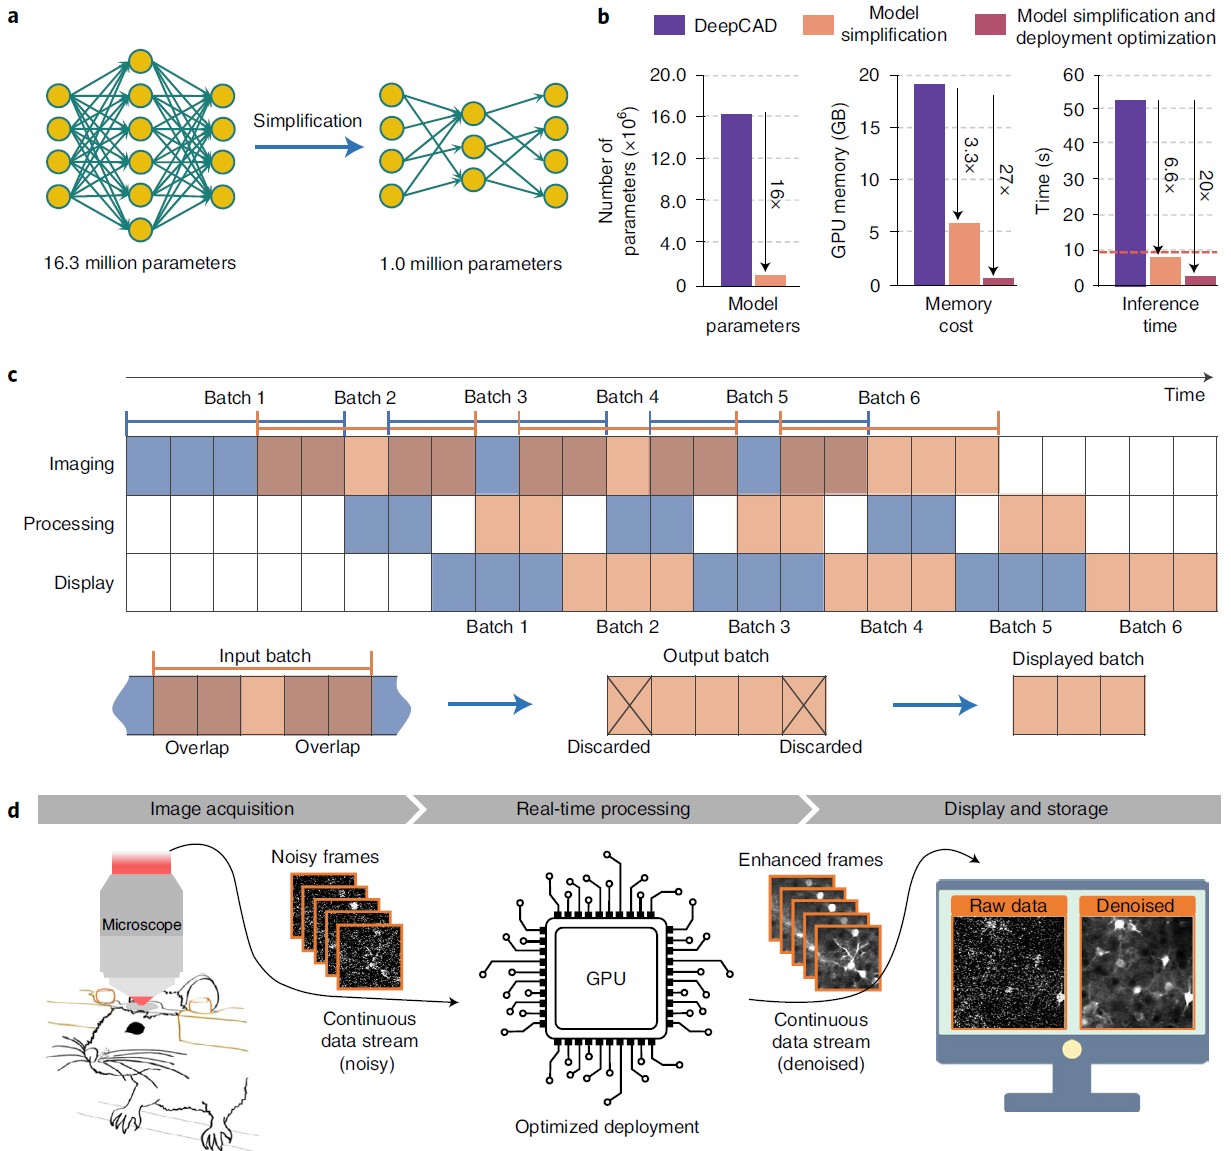 a
Simplification
16.3 million parameters
1.0 million parameters
b
DeepCAD
Model
simplification
Model simplification and
deployment optimization
Number of
parameters (×10⁶)
20.0
16.0
12.0
8.0
4.0
0
16×
Model
parameters
GPU memory (GB)
20
15
10
5
0
3.3×
27×
Memory
cost
Time (s)
60
50
40
30
20
10
0
6.6×
20×
Inference
time
c
Time
Batch 1
Batch 2
Batch 3
Batch 4
Batch 5
Batch 6
Imaging
Processing
Display
Batch 1
Batch 2
Batch 3
Batch 4
Batch 5
Batch 6
Input batch
Overlap
Overlap
Output batch
Discarded
Discarded
Displayed batch
d
Image acquisition
Real-time processing
Display and storage
Microscope
Noisy frames
Continuous
data stream
(noisy)
GPU
Optimized deployment
Enhanced frames
Continuous
data stream
(denoised)
Raw data
Denoised